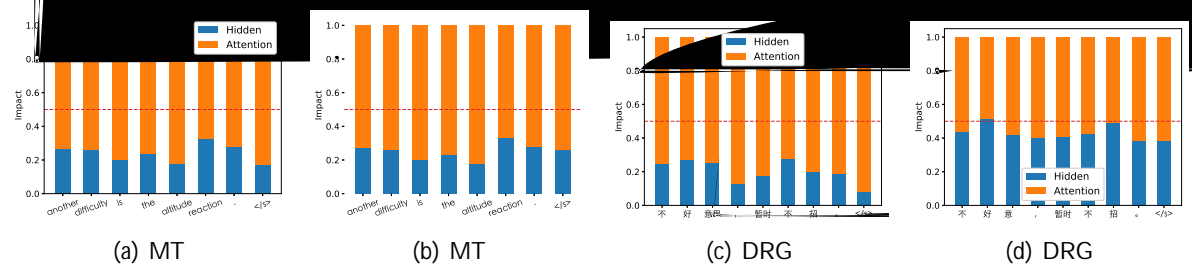 1.0
0.8
0.6
0.4
0.2
0.0
Impact
Hidden
Attention
another difficulty is the attitude reaction . </s>
(a) MT
1.0
0.8
0.6
0.4
0.2
0.0
Impact
another difficulty is the attitude reaction . </s>
(b) MT
0.8
0.6
0.4
0.2
0.0
Impact
Hidden
Attention
不 好 , 暂时 不 招 </s>
(c) DRG
1.0
0.8
0.6
0.4
0.2
0.0
Impact
Hidden
Attention
不 好 意 , 暂时 不 招 。 </s>
(d) DRG